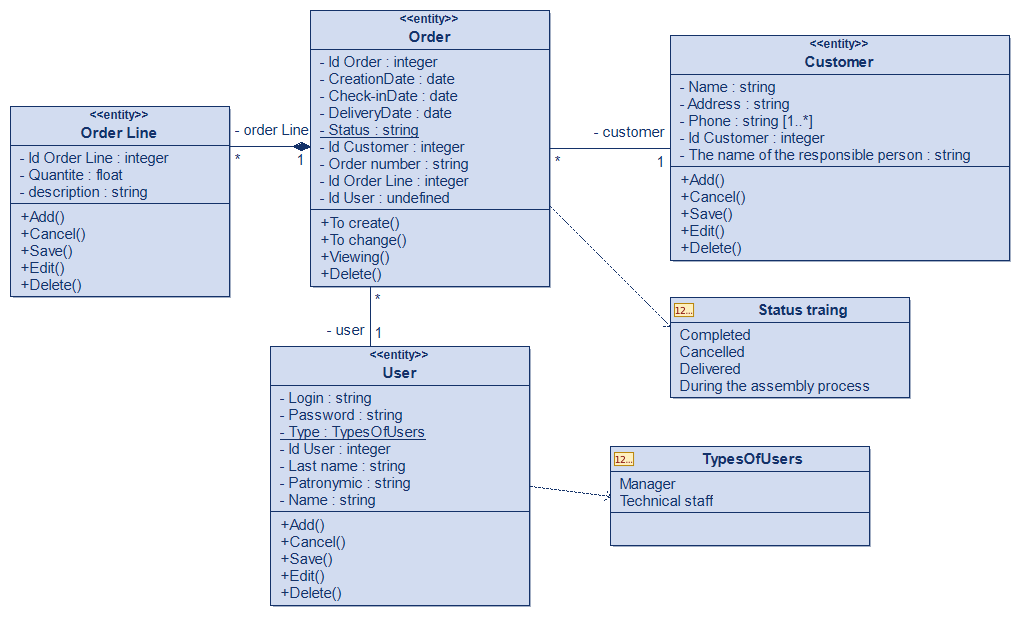 <<entity>>
Order
- Id Order : integer
- CreationDate : date
- Check-inDate : date
- DeliveryDate : date
- Status : string
- Id Customer : integer
- Order number : string
- Id Order Line : integer
- Id User : undefined
+To create()
+To change()
+Viewing()
+Delete()
<<entity>>
Customer
- Name : string
- Address : string
- Phone : string [1..*]
- Id Customer : integer
- The name of the responsible person : string
+Add()
+Cancel()
+Save()
+Edit()
+Delete()
<<entity>>
Order Line
- Id Order Line : integer
- Quantite : float
- description : string
+Add()
+Cancel()
+Save()
+Edit()
+Delete()
- order Line
*
1
- customer
*
1
*
- user
1
<<entity>>
User
- Login : string
- Password : string
- Type : TypesOfUsers
- Id User : integer
- Last name : string
- Patronymic : string
- Name : string
+Add()
+Cancel()
+Save()
+Edit()
+Delete()
12...
Status traing
Completed
Cancelled
Delivered
During the assembly process
12...
TypesOfUsers
Manager
Technical staff